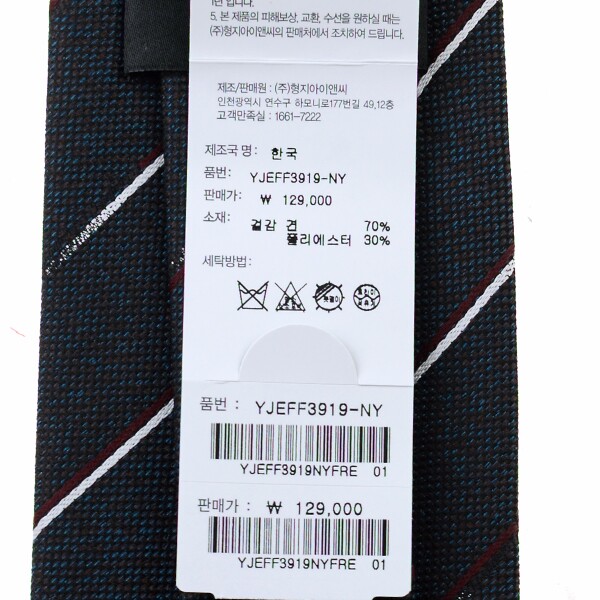 1년 입니다.
5. 본 제품의 피해보상, 교환, 수선을 원하실 때는
(주)형지아이앤씨의 판매처에서 조치하여 드립니다.
제조/판매원 : (주)형지아이앤씨
인천광역시 연수구 하모니로177번길 49,12층
고객만족실 : 1661-7222
제조국 명: 한국
품번: YJEFF3919-NY
판매가: ₩ 129,000
소재: 겉감 견 70%
폴리에스터 30%
세탁방법:
품번 : YJEFF3919-NY
YJEFF3919NYFRE 01
판매가 : ₩ 129,000
YJEFF3919NYFRE 01